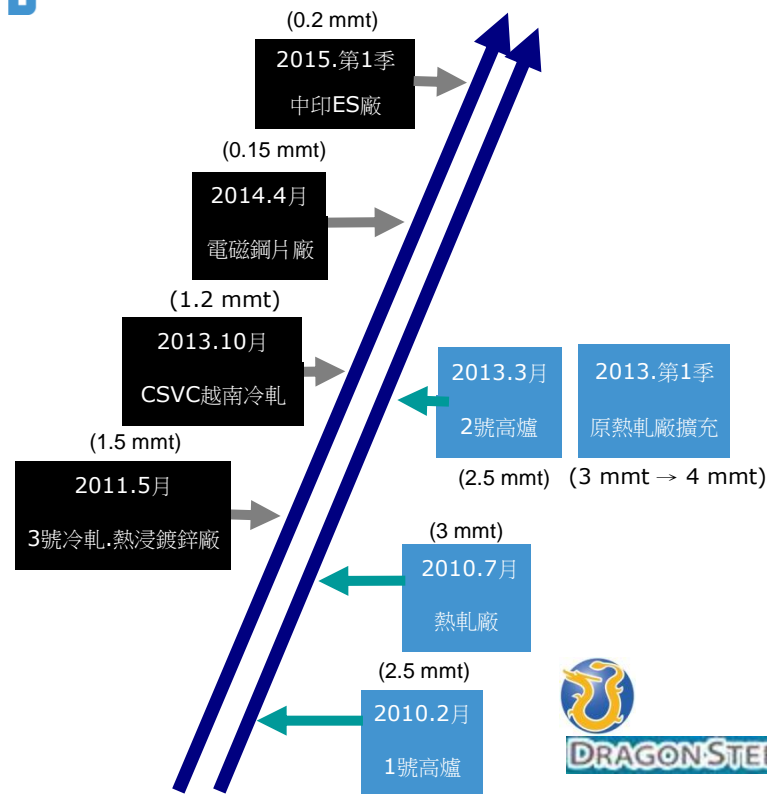 (0.2 mmt)
2015.第1季
中印ES廠
(0.15 mmt)
2014.4月
電磁鋼片廠
(1.2 mmt)
2013.10月
CSVC越南冷軋
2013.3月
2號高爐
(2.5 mmt)
2013.第1季
原熱軋廠擴充
(3 mmt → 4 mmt)
(1.5 mmt)
2011.5月
3號冷軋.熱浸鍍鋅廠
(3 mmt)
2010.7月
熱軋廠
(2.5 mmt)
2010.2月
1號高爐
DRAGON STEE